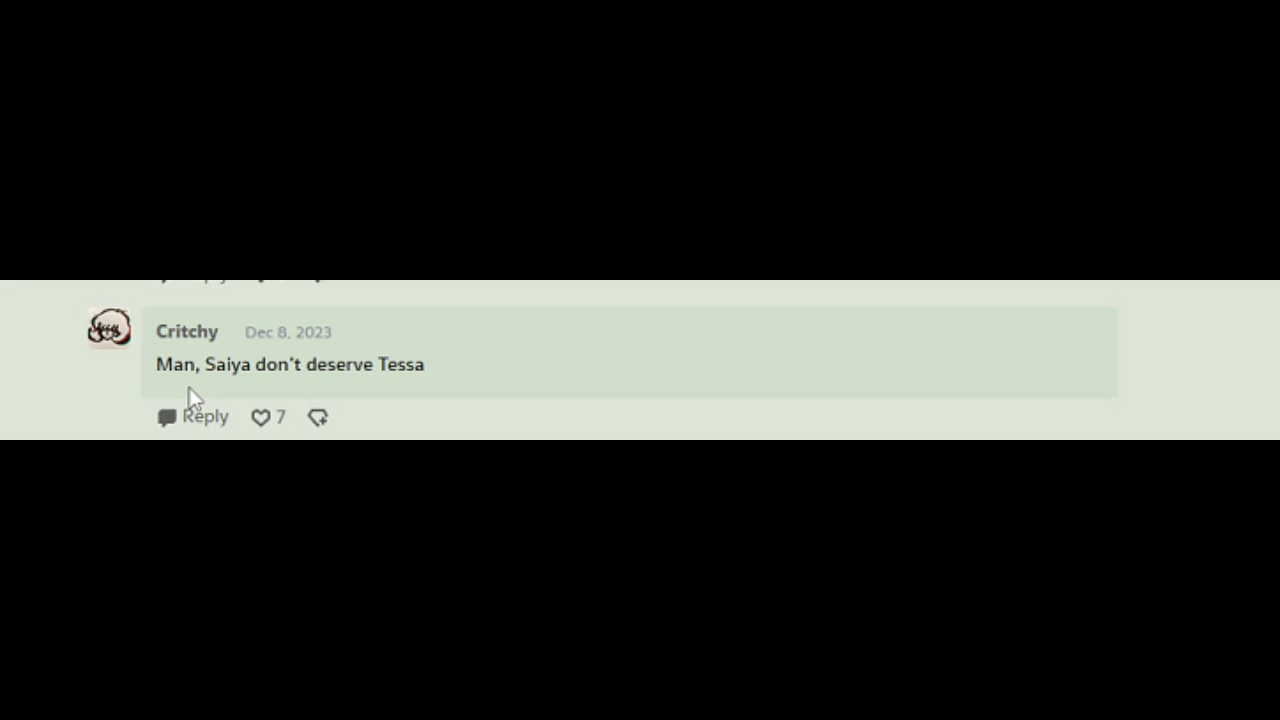 Critchy Dec 8, 2023
Man, Saiya don't deserve Tessa
Reply 7